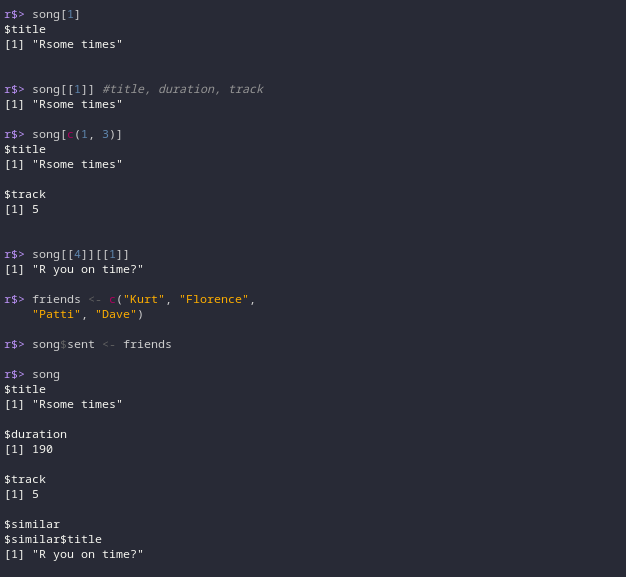 r$> song[1]
$title
[1] "Rsome times"
r$> song[[1]] #title, duration, track
[1] "Rsome times"
r$> song[c(1, 3)]
$title
[1] "Rsome times"
$track
[1] 5
r$> song[[4]][[1]]
[1] "R you on time?"
r$> friends <- c("Kurt", "Florence",
"Patti", "Dave")
r$> song$sent <- friends
r$> song
$title
[1] "Rsome times"
$duration
[1] 190
$track
[1] 5
$similar
$similar$title
[1] "R you on time?"